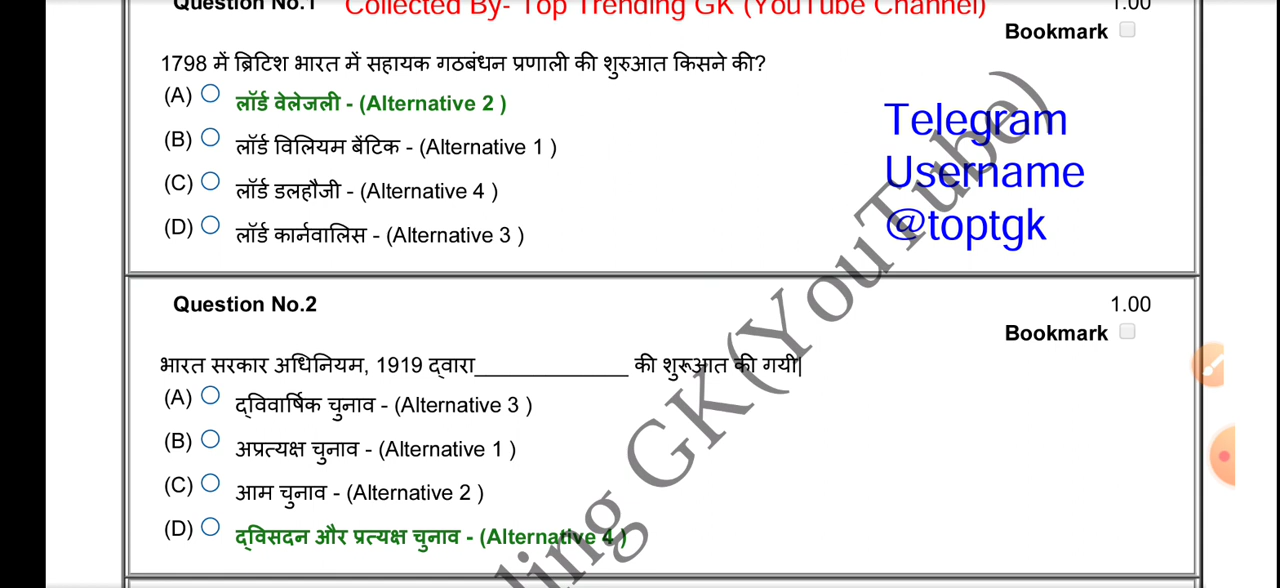 Question No.1 Collected By- Top Trending GK (YouTube Channel) 1.00
Bookmark
1798 में ब्रिटिश भारत में सहायक गठबंधन प्रणाली की शुरुआत किसने की?
(A) लॉर्ड वेलेजली - (Alternative 2 )
(B) लॉर्ड विलियम बेंटिक - (Alternative 1 )
(C) लॉर्ड डलहौजी - (Alternative 4 )
(D) लॉर्ड कार्नवालिस - (Alternative 3 )
Telegram
Username
@toptgk
Question No.2 1.00
Bookmark
भारत सरकार अधिनियम, 1919 द्वारा______________ की शुरूआत की गयी|
(A) द्विवार्षिक चुनाव - (Alternative 3 )
(B) अप्रत्यक्ष चुनाव - (Alternative 1 )
(C) आम चुनाव - (Alternative 2 )
(D) द्विसदन और प्रत्यक्ष चुनाव - (Alternative 4 )
GK (YouTube)